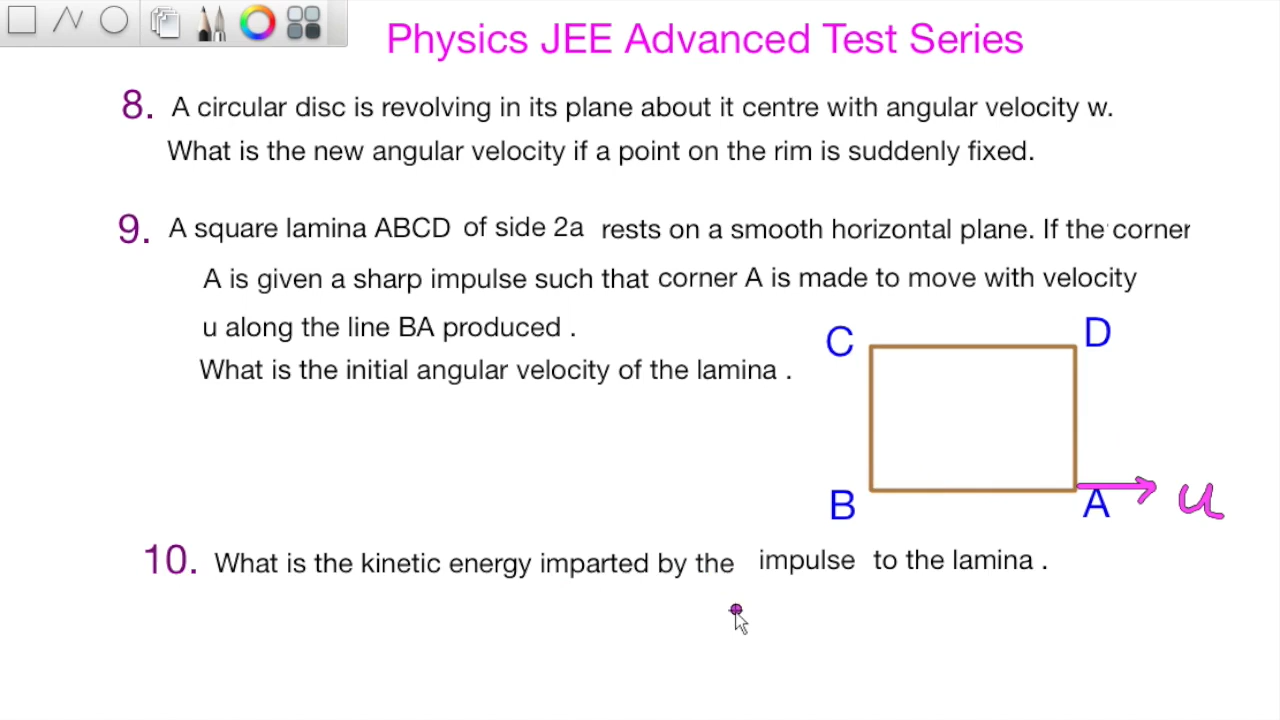 Physics JEE Advanced Test Series
8. A circular disc is revolving in its plane about it centre with angular velocity w.
What is the new angular velocity if a point on the rim is suddenly fixed.
9. A square lamina ABCD of side 2a rests on a smooth horizontal plane. If the corner
A is given a sharp impulse such that corner A is made to move with velocity
u along the line BA produced .
What is the initial angular velocity of the lamina .
C D
B A u
10. What is the kinetic energy imparted by the impulse to the lamina .